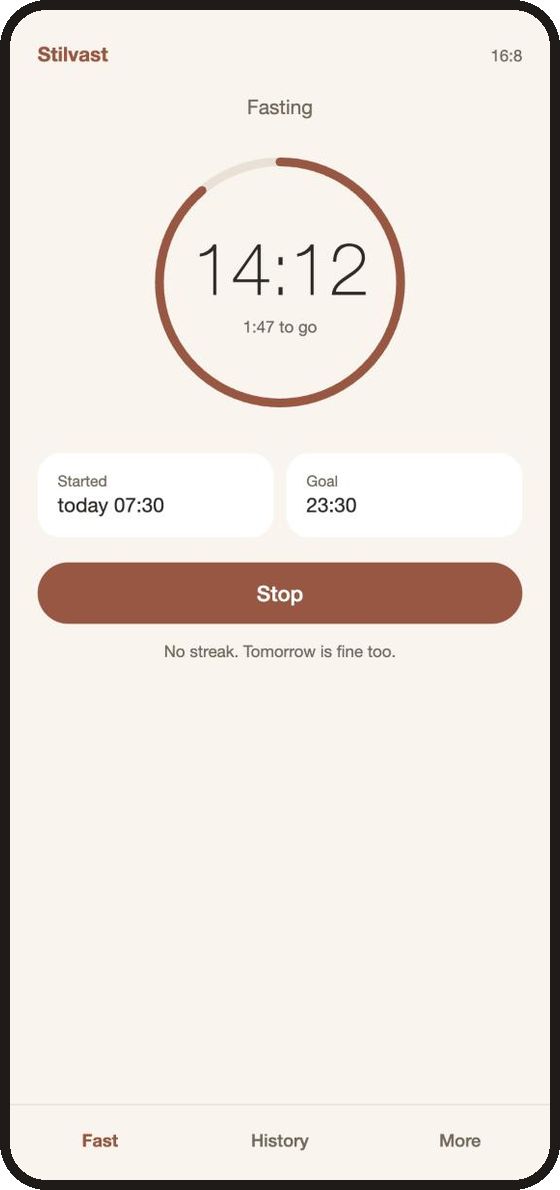 Stilvast
16:8
Fasting
14:12
1:47 to go
Started
today 07:30
Goal
23:30
Stop
No streak. Tomorrow is fine too.
Fast
History
More